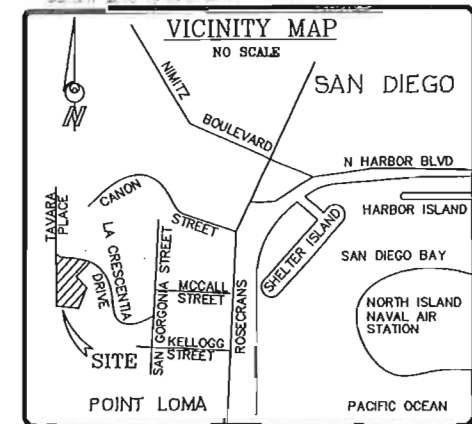 VICINITY MAP
NO SCALE
SAN DIEGO
NIMITZ
BOULEVARD
N HARBOR BLVD
N
CANON
STREET
TAVARA
PLACE
LA CRESCENTIA
DRIVE
SAN GORGONIA STREET
MCCALL
STREET
KELLOGG
STREET
ROSECRANS
SHELTER ISLAND
HARBOR ISLAND
SAN DIEGO BAY
NORTH ISLAND
NAVAL AIR
STATION
SITE
POINT LOMA
PACIFIC OCEAN